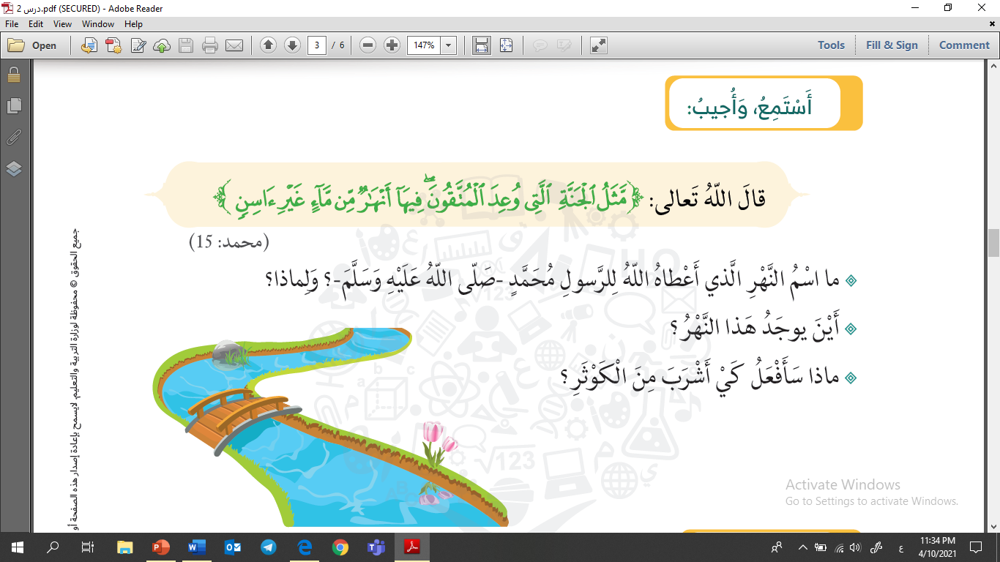 درس 2.pdf (SECURED) - Adobe Reader
File Edit View Window Help
Open 3 / 6 147% Tools Fill & Sign Comment
أَسْتَمِعُ، وَأُجيبُ:
قالَ اللّهُ تَعالى: ﴿مَّثَلُ ٱلْجَنَّةِ ٱلَّتِى وُعِدَ ٱلْمُتَّقُونَ ۖ فِيهَآ أَنْهَـٰرٌ مِّن مَّآءٍ غَيْرِ ءَاسِنٍ﴾
(محمد: 15)
ما اسْمُ النَّهْرِ الَّذي أَعْطاهُ اللّهُ لِلرَّسولِ مُحَمَّدٍ -صَلّى اللّهُ عَلَيْهِ وَسَلَّمَ-؟ وَلِماذا؟
أَيْنَ يوجَدُ هَذا النَّهْرُ؟
ماذا سَأَفْعَلُ كَيْ أَشْرَبَ مِنَ الْكَوْثَرِ؟
جميع الحقوق © محفوظة لوزارة التربية والتعليم. لايسمح بإعادة إصدار هذه الصفحة أو
Activate Windows
Go to Settings to activate Windows.
ع 11:34 PM
4/10/2021